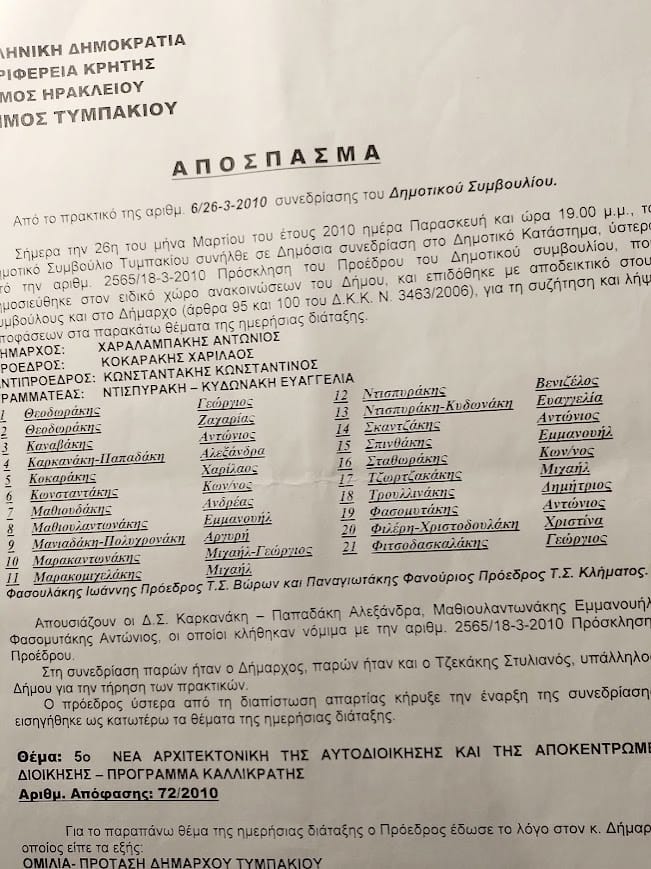 ΛΗΝΙΚΗ ΔΗΜΟΚΡΑΤΙΑ
ΡΙΦΕΡΕΙΑ ΚΡΗΤΗΣ
ΜΟΣ ΗΡΑΚΛΕΙΟΥ
ΜΟΣ ΤΥΜΠΑΚΙΟΥ
ΑΠΟΣΠΑΣΜΑ
Από το πρακτικό της αριθμ. 6/26-3-2010 συνεδρίασης του Δημοτικού Συμβουλίου.
Σήμερα την 26η του μήνα Μαρτίου του έτους 2010 ημέρα Παρασκευή και ώρα 19.00 μ.μ., το
ημοτικό Συμβούλιο Τυμπακίου συνήλθε σε Δημόσια συνεδρίαση στο Δημοτικό Κατάστημα, ύστερα
πό την αριθμ. 2565/18-3-2010 Πρόσκληση του Προέδρου του Δημοτικού συμβουλίου, που
ημοσιεύθηκε στον ειδικό χώρο ανακοινώσεων του Δήμου, και επιδόθηκε με αποδεικτικό στου
υμβούλους και στο Δήμαρχο (άρθρα 95 και 100 του Δ.Κ.Κ. Ν. 3463/2006), για τη συζήτηση και λήψ
ποφάσεων στα παρακάτω θέματα της ημερήσιας διάταξης.
ΗΜΑΡΧΟΣ: ΧΑΡΑΛΑΜΠΑΚΗΣ ΑΝΤΩΝΙΟΣ
ΡΟΕΔΡΟΣ: ΚΟΚΑΡΑΚΗΣ ΧΑΡΙΛΑΟΣ
ΝΤΙΠΡΟΕΔΡΟΣ: ΚΩΝΣΤΑΝΤΑΚΗΣ ΚΩΝΣΤΑΝΤΙΝΟΣ
ΡΑΜΜΑΤΕΑΣ: ΝΤΙΣΠΥΡΑΚΗ – ΚΥΔΩΝΑΚΗ ΕΥΑΓΓΕΛΙΑ
1 Θεοδωράκης Γεώργιος 12 Ντισπυράκης Βενιζέλος
2 Θεοδωράκης Ζαχαρίας 13 Ντισπυράκη-Κυδωνάκη Ευαγγελία
3 Καναβάκης Αντώνιος 14 Σκαντζάκης Αντώνιος
4 Καρκανάκη-Παπαδάκη Αλεξάνδρα 15 Σπινθάκης Εμμανουήλ
5 Κοκαράκης Χαρίλαος 16 Σταθωράκης Κων/νος
6 Κωνσταντάκης Κων/νος 17 Τζωρτζακάκης Μιχαήλ
7 Μαθιουδάκης Ανδρέας 18 Τρουλλινάκης Δημήτριος
8 Μαθιουλαντωνάκης Εμμανουήλ 19 Φασομυτάκης Αντώνιος
9 Μανιαδάκη-Πολυχρονάκη Αργυρή 20 Φιλέρη-Χριστοδουλάκη Χριστίνα
10 Μαρακαντωνάκης Μιχαήλ-Γεώργιος 21 Φιτσοδασκαλάκης Γεώργιος
11 Μαρακομιχελάκης Μιχαήλ
Φασουλάκης Ιωάννης Πρόεδρος Τ.Σ. Βώρων και Παναγιωτάκης Φανούριος Πρόεδρος Τ.Σ. Κλήματος.
Απουσιάζουν οι Δ.Σ. Καρκανάκη – Παπαδάκη Αλεξάνδρα, Μαθιουλαντωνάκης Εμμανουήλ
Φασομυτάκης Αντώνιος, οι οποίοι κλήθηκαν νόμιμα με την αριθμ. 2565/18-3-2010 Πρόσκληση
Προέδρου.
Στη συνεδρίαση παρών ήταν ο Δήμαρχος, παρών ήταν και ο Τζεκάκης Στυλιανός, υπάλληλος
Δήμου για την τήρηση των πρακτικών.
Ο πρόεδρος ύστερα από τη διαπίστωση απαρτίας κήρυξε την έναρξη της συνεδρίαση
εισηγήθηκε ως κατωτέρω τα θέματα της ημερήσιας διάταξης.
Θέμα: 5ο ΝΕΑ ΑΡΧΙΤΕΚΤΟΝΙΚΗ ΤΗΣ ΑΥΤΟΔΙΟΙΚΗΣΗΣ ΚΑΙ ΤΗΣ ΑΠΟΚΕΝΤΡΩΜΕ
ΔΙΟΙΚΗΣΗΣ – ΠΡΟΓΡΑΜΜΑ ΚΑΛΛΙΚΡΑΤΗΣ
Αριθμ. Απόφασης: 72/2010
Για το παραπάνω θέμα της ημερήσιας διάταξης ο Πρόεδρος έδωσε το λόγο στον κ. Δήμαρ
οποίος είπε τα εξής:
ΟΜΙΛΙΑ- ΠΡΟΤΑΣΗ ΔΗΜΑΡΧΟΥ ΤΥΜΠΑΚΙΟΥ